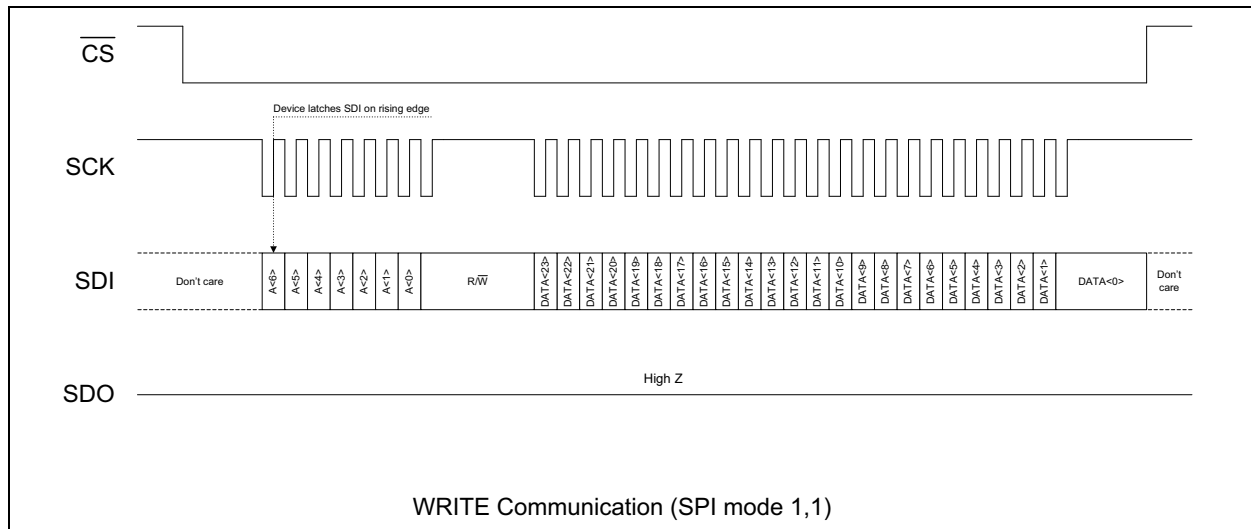 CS
Device latches SDI on rising edge
SCK
SDI
Don't care
A<6>
A<5>
A<4>
A<3>
A<2>
A<1>
A<0>
R/W
DATA<23>
DATA<22>
DATA<21>
DATA<20>
DATA<19>
DATA<18>
DATA<17>
DATA<16>
DATA<15>
DATA<14>
DATA<13>
DATA<12>
DATA<11>
DATA<10>
DATA<9>
DATA<8>
DATA<7>
DATA<6>
DATA<5>
DATA<4>
DATA<3>
DATA<2>
DATA<1>
DATA<0>
Don't
care
High Z
SDO
WRITE Communication (SPI mode 1,1)